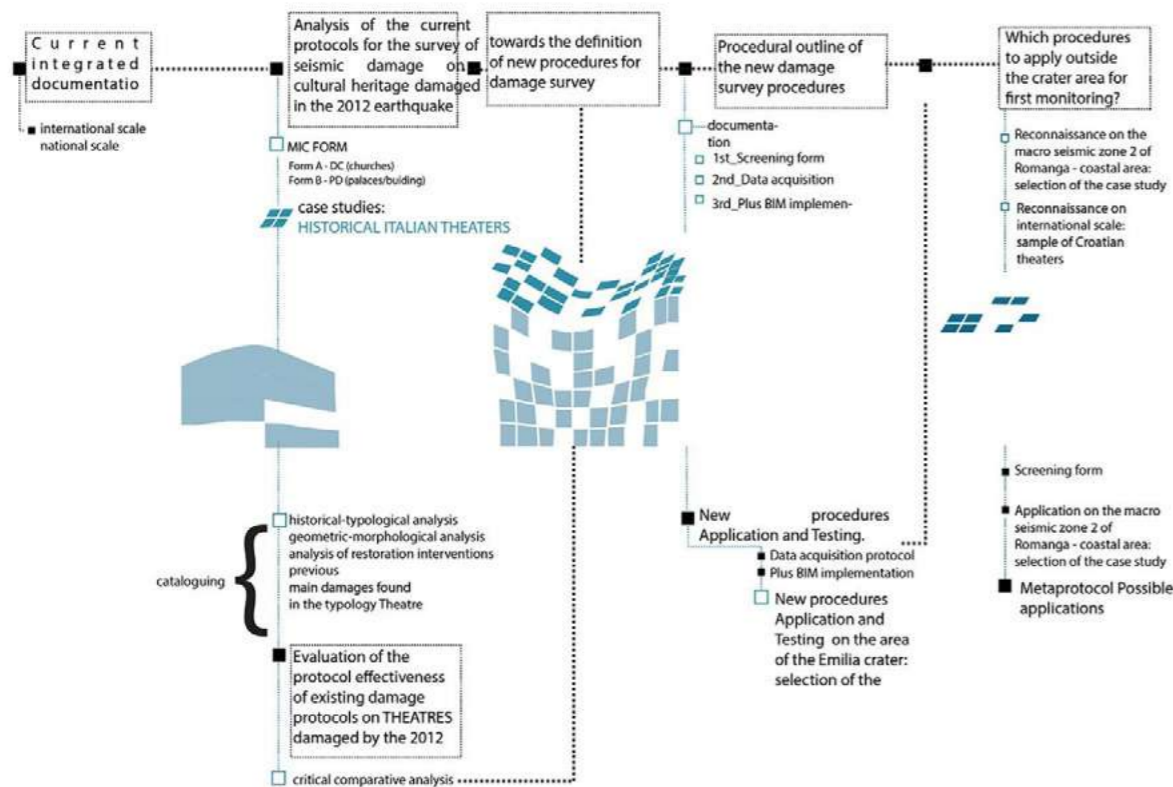 Current
integrated
documentatio
international scale
national scale
Analysis of the current
protocols for the survey of
seismic damage on
cultural heritage damaged
in the 2012 earthquake
MIC FORM
Form A - DC (churches)
Form B - PD (palaces/buiding)
case studies:
HISTORICAL ITALIAN THEATERS
cataloguing
historical-typological analysis
geometric-morphological analysis
analysis of restoration interventions
previous
main damages found
in the typology Theatre
Evaluation of the
protocol effectiveness
of existing damage
protocols on THEATRES
damaged by the 2012
critical comparative analysis
towards the definition
of new procedures for
damage survey
Procedural outline of
the new damage
survey procedures
documenta-
tion
1st_Screening form
2nd_Data acquisition
3rd_Plus BIM implemen-
New procedures
Application and Testing.
Data acquisition protocol
Plus BIM implementation
New procedures
Application and
Testing on the area
of the Emilia crater:
selection of the
Which procedures
to apply outside
the crater area for
first monitoring?
Reconnaissance on the
macro seismic zone 2 of
Romanga - coastal area:
selection of the case study
Reconnaissance on
international scale:
sample of Croatian
theaters
Screening form
Application on the macro
seismic zone 2 of
Romanga - coastal area:
selection of the case study
Metaprotocol Possible
applications